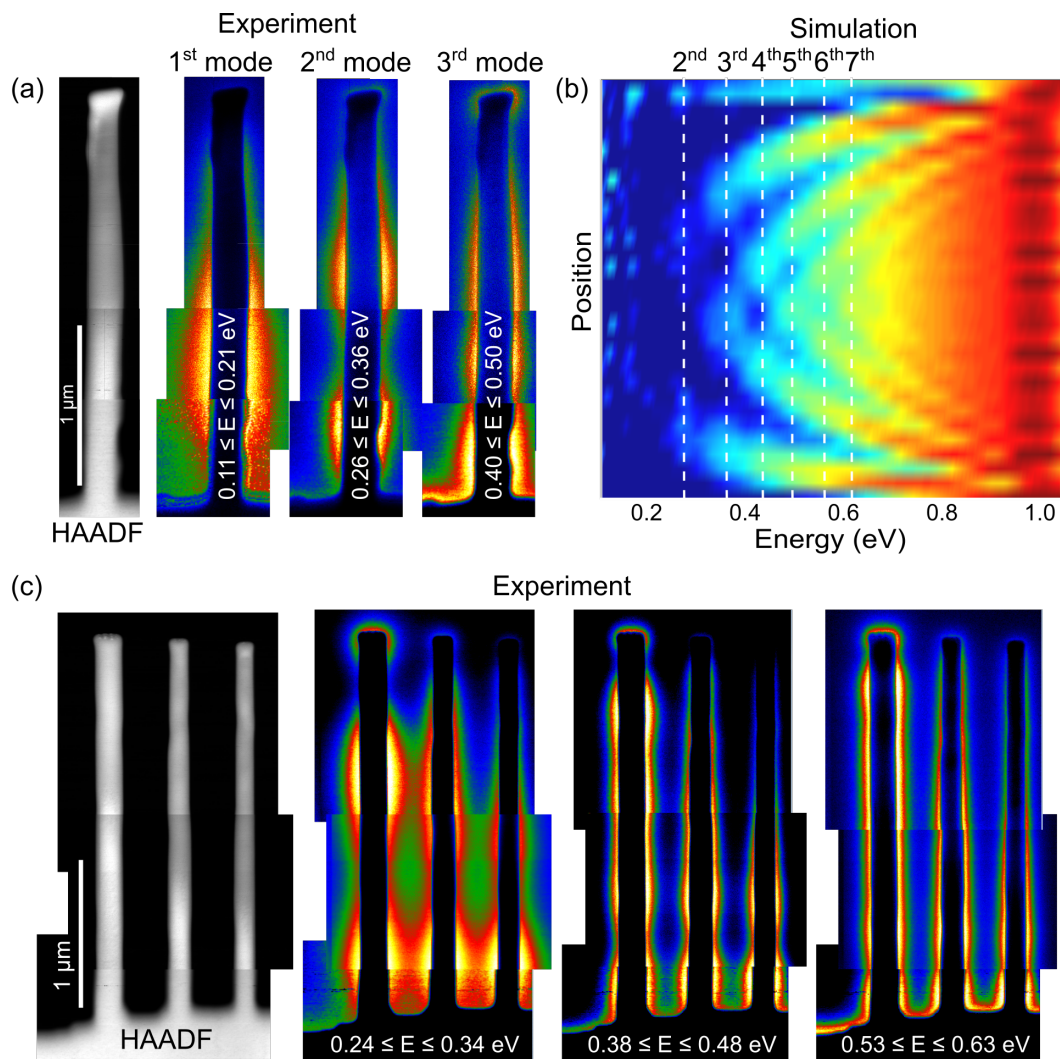 Experiment
Simulation
(a)
1st mode
2nd mode
3rd mode
(b)
2nd 3rd 4th 5th 6th 7th
1 µm
0.11 ≤ E ≤ 0.21 eV
0.26 ≤ E ≤ 0.36 eV
0.40 ≤ E ≤ 0.50 eV
HAADF
Position
0.2 0.4 0.6 0.8 1.0
Energy (eV)
(c)
Experiment
1 µm
HAADF
0.24 ≤ E ≤ 0.34 eV
0.38 ≤ E ≤ 0.48 eV
0.53 ≤ E ≤ 0.63 eV